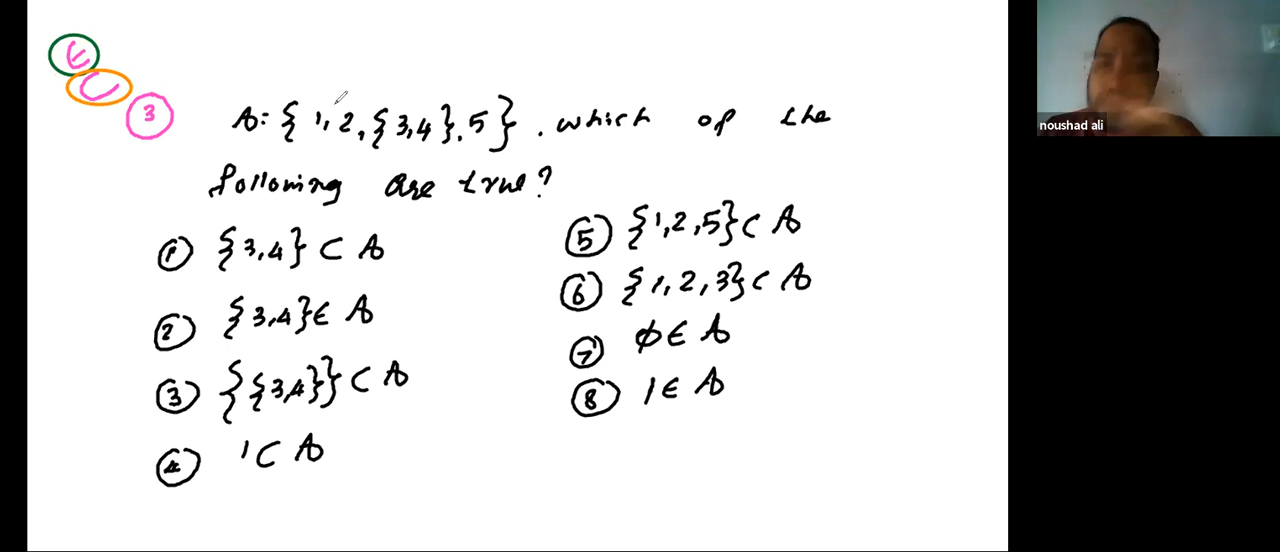 ∈
⊂
③ A: {1,2,{3,4},5}. which of the
following are true?
① {3,4} ⊂ A
② {3,4} ∈ A
③ {{3,4}} ⊂ A
④ 1 ⊂ A
⑤ {1,2,5} ⊂ A
⑥ {1,2,3} ⊂ A
⑦ ϕ ∈ A
⑧ 1 ∈ A
noushad ali